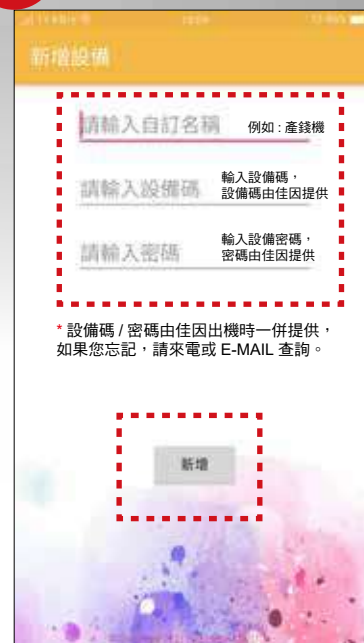 新增設備
請輸入自訂名稱 例如 : 產錢機
請輸入設備碼 輸入設備碼，
設備碼由佳因提供
請輸入密碼 輸入設備密碼，
密碼由佳因提供
* 設備碼 / 密碼由佳因出機時一併提供，
如果您忘記，請來電或 E-MAIL 查詢。
新增